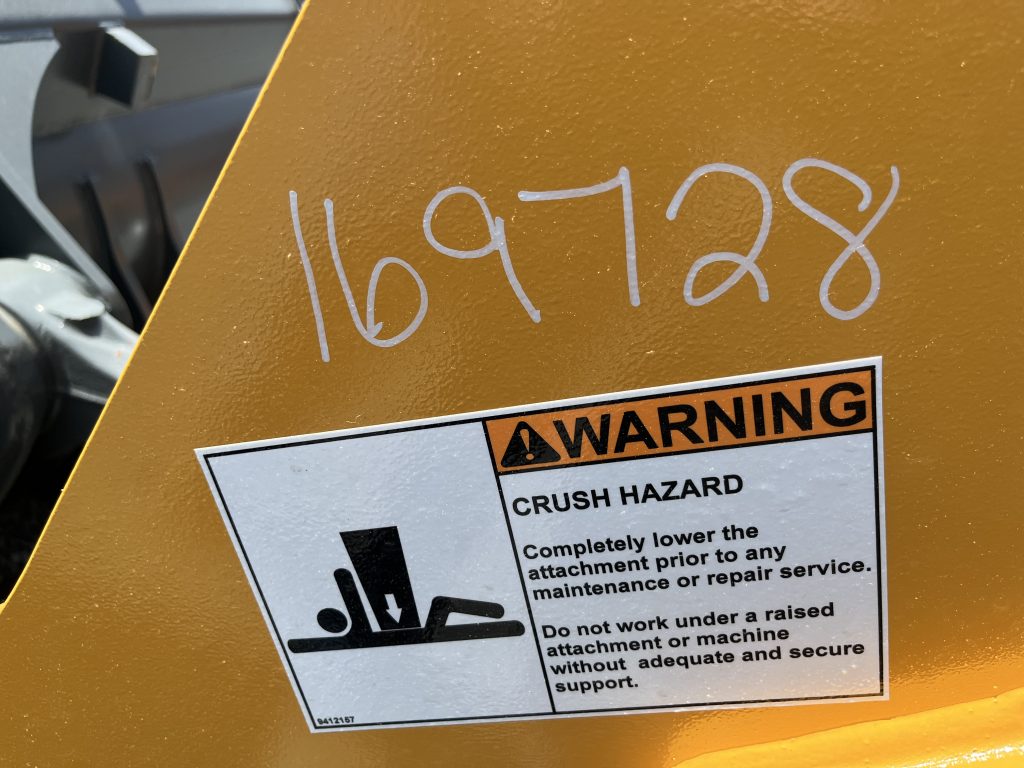 169728
WARNING
CRUSH HAZARD
Completely lower the
attachment prior to any
maintenance or repair service.
Do not work under a raised
attachment or machine
without adequate and secure
support.
9412157